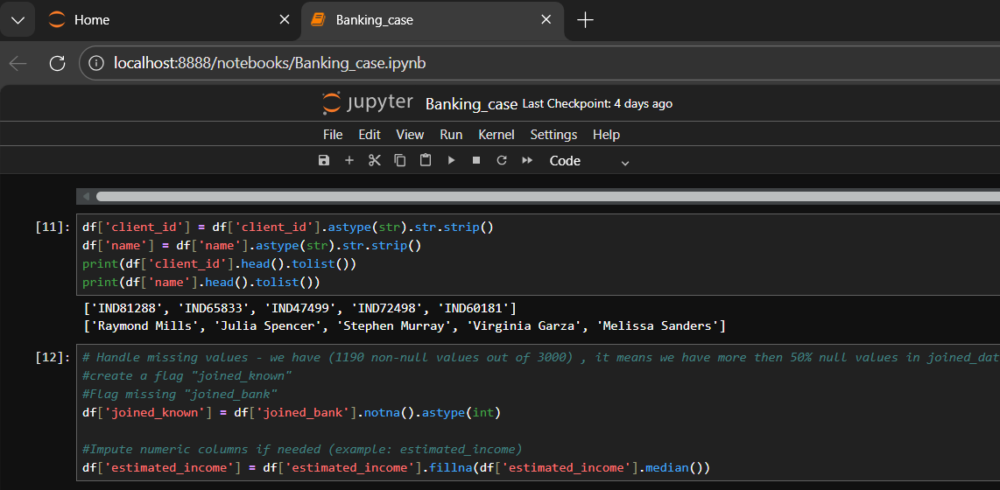 Home
Banking_case
localhost:8888/notebooks/Banking_case.ipynb
jupyter Banking_case Last Checkpoint: 4 days ago
File Edit View Run Kernel Settings Help
Code
[11]: df['client_id'] = df['client_id'].astype(str).str.strip()
df['name'] = df['name'].astype(str).str.strip()
print(df['client_id'].head().tolist())
print(df['name'].head().tolist())
['IND81288', 'IND65833', 'IND47499', 'IND72498', 'IND60181']
['Raymond Mills', 'Julia Spencer', 'Stephen Murray', 'Virginia Garza', 'Melissa Sanders']
[12]: # Handle missing values - we have (1190 non-null values out of 3000) , it means we have more then 50% null values in joined_dat
#create a flag "joined_known"
#Flag missing "joined_bank"
df['joined_known'] = df['joined_bank'].notna().astype(int)
#Impute numeric columns if needed (example: estimated_income)
df['estimated_income'] = df['estimated_income'].fillna(df['estimated_income'].median())